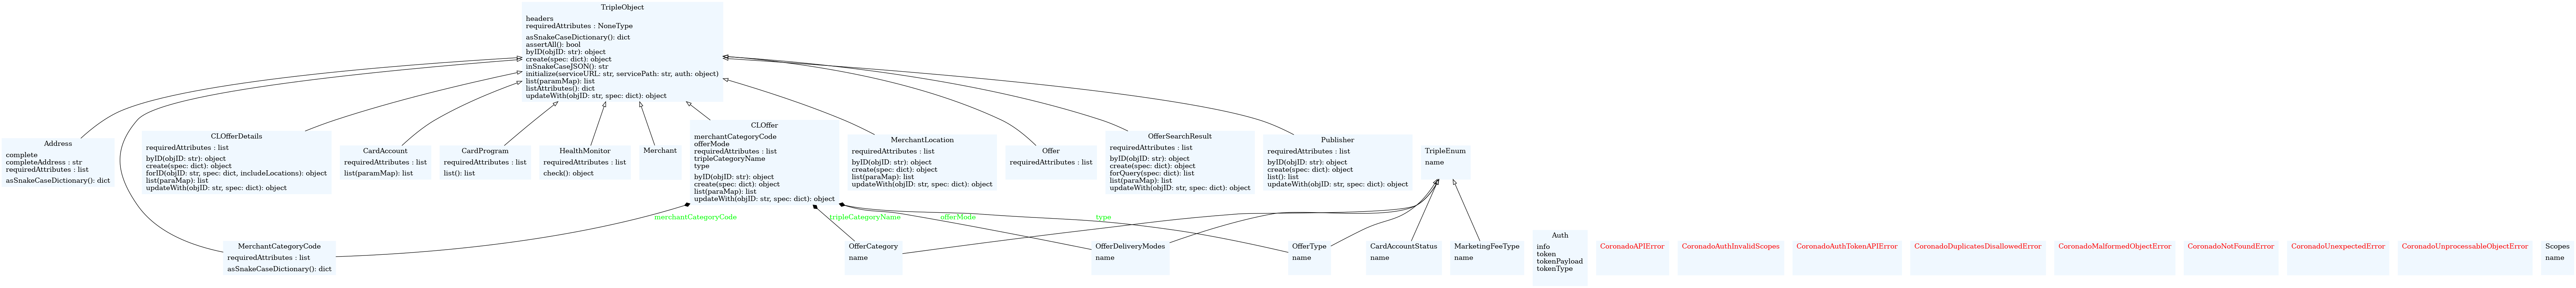 TripleObject
headers
requiredAttributes : NoneType
asSnakeCaseDictionary(): dict
assertAll(): bool
byID(objID: str): object
create(spec: dict): object
inSnakeCaseJSON(): str
initialize(serviceURL: str, servicePath: str, auth: object)
list(paramMap): list
listAttributes(): dict
updateWith(objID: str, spec: dict): object
Address
complete
completeAddress : str
requiredAttributes : list
asSnakeCaseDictionary(): dict
CLOfferDetails
requiredAttributes : list
byID(objID: str): object
create(spec: dict): object
forID(objID: str, spec: dict, includeLocations): object
list(paraMap): list
updateWith(objID: str, spec: dict): object
CardAccount
requiredAttributes : list
list(paramMap): list
CardProgram
requiredAttributes : list
list(): list
HealthMonitor
requiredAttributes : list
check(): object
Merchant
CLOffer
merchantCategoryCode
offerMode
requiredAttributes : list
tripleCategoryName
type
byID(objID: str): object
create(spec: dict): object
list(paraMap): list
updateWith(objID: str, spec: dict): object
MerchantLocation
requiredAttributes : list
byID(objID: str): object
create(spec: dict): object
list(paraMap): list
updateWith(objID: str, spec: dict): object
Offer
requiredAttributes : list
OfferSearchResult
requiredAttributes : list
byID(objID: str): object
create(spec: dict): object
forQuery(spec: dict): list
list(paraMap): list
updateWith(objID: str, spec: dict): object
Publisher
requiredAttributes : list
byID(objID: str): object
create(spec: dict): object
list(): list
updateWith(objID: str, spec: dict): object
TripleEnum
name
merchantCategoryCode
tripleCategoryName
offerMode
type
MerchantCategoryCode
requiredAttributes : list
asSnakeCaseDictionary(): dict
OfferCategory
name
OfferDeliveryModes
name
OfferType
name
CardAccountStatus
name
MarketingFeeType
name
Auth
info
token
tokenPayload
tokenType
CoronadoAPIError
CoronadoAuthInvalidScopes
CoronadoAuthTokenAPIError
CoronadoDuplicatesDisallowedError
CoronadoMalformedObjectError
CoronadoNotFoundError
CoronadoUnexpectedError
CoronadoUnprocessableObjectError
Scopes
name